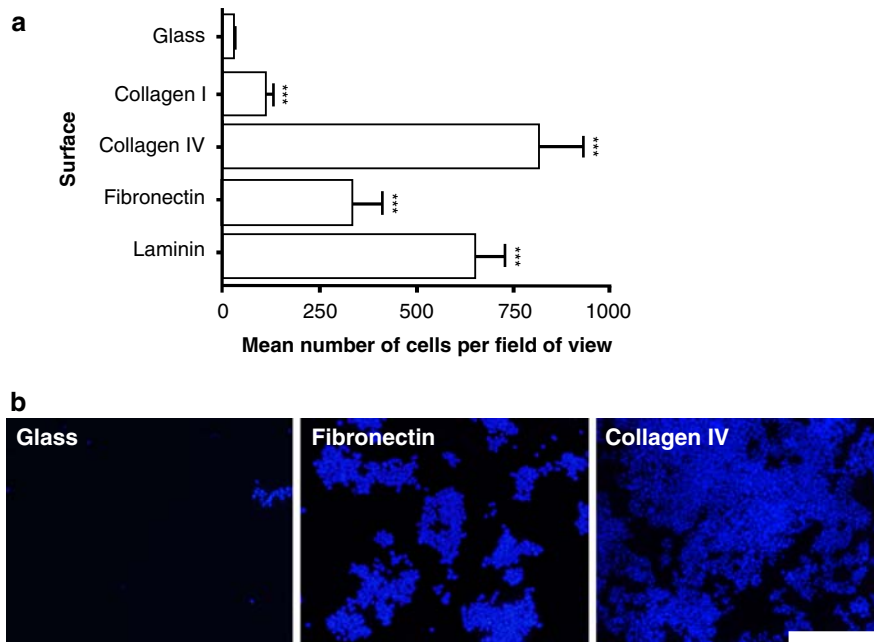 a
Surface
Glass
Collagen I
***
Collagen IV
***
Fibronectin
***
Laminin
***
0 250 500 750 1000
Mean number of cells per field of view
b
Glass Fibronectin Collagen IV